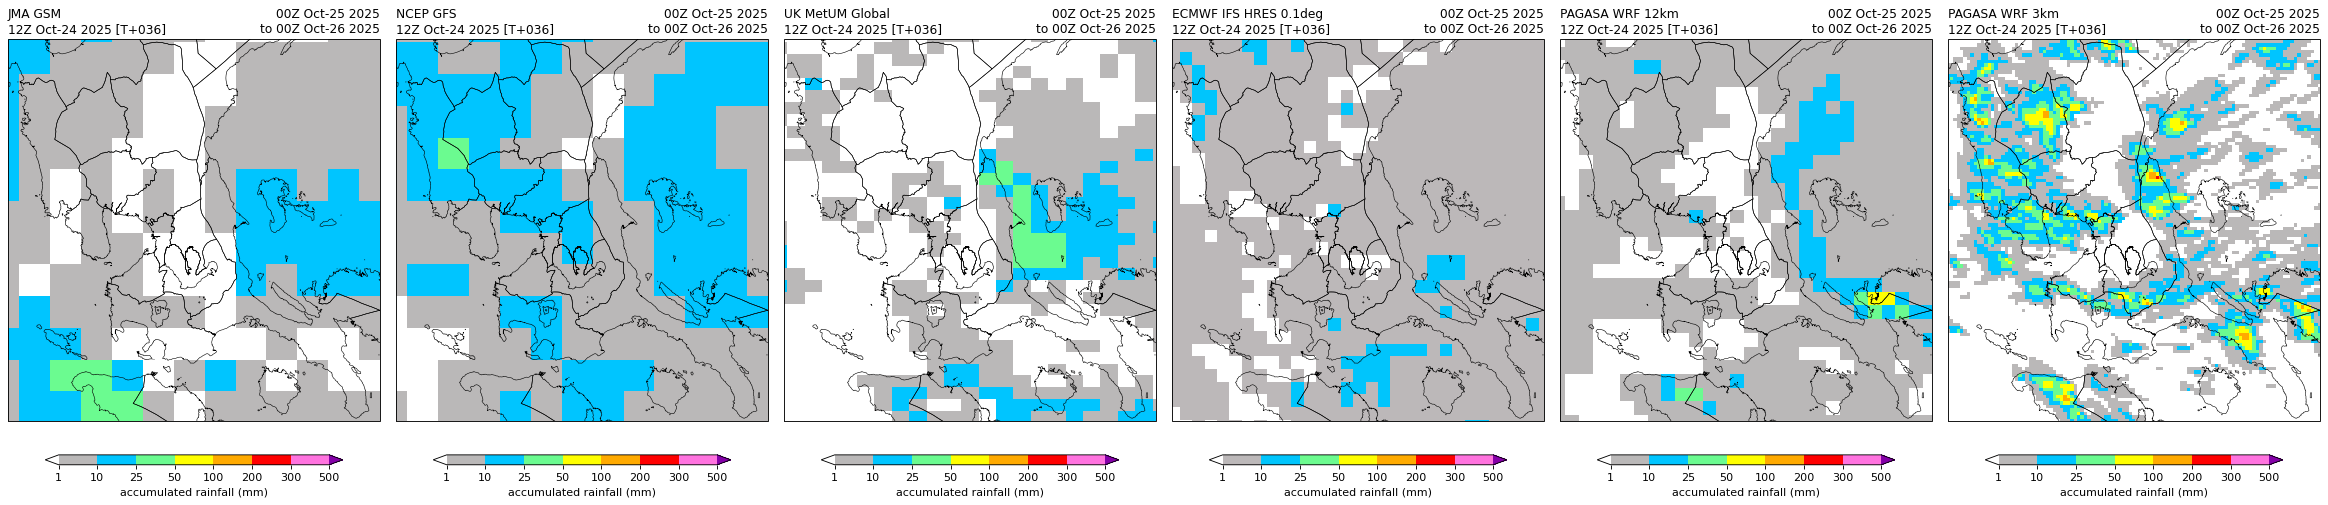 JMA GSM 00Z Oct-25 2025
12Z Oct-24 2025 [T+036] to 00Z Oct-26 2025
1 10 25 50 100 200 300 500
accumulated rainfall (mm)
NCEP GFS 00Z Oct-25 2025
12Z Oct-24 2025 [T+036] to 00Z Oct-26 2025
1 10 25 50 100 200 300 500
accumulated rainfall (mm)
UK MetUM Global 00Z Oct-25 2025
12Z Oct-24 2025 [T+036] to 00Z Oct-26 2025
1 10 25 50 100 200 300 500
accumulated rainfall (mm)
ECMWF IFS HRES 0.1deg 00Z Oct-25 2025
12Z Oct-24 2025 [T+036] to 00Z Oct-26 2025
1 10 25 50 100 200 300 500
accumulated rainfall (mm)
PAGASA WRF 12km 00Z Oct-25 2025
12Z Oct-24 2025 [T+036] to 00Z Oct-26 2025
1 10 25 50 100 200 300 500
accumulated rainfall (mm)
PAGASA WRF 3km 00Z Oct-25 2025
12Z Oct-24 2025 [T+036] to 00Z Oct-26 2025
1 10 25 50 100 200 300 500
accumulated rainfall (mm)